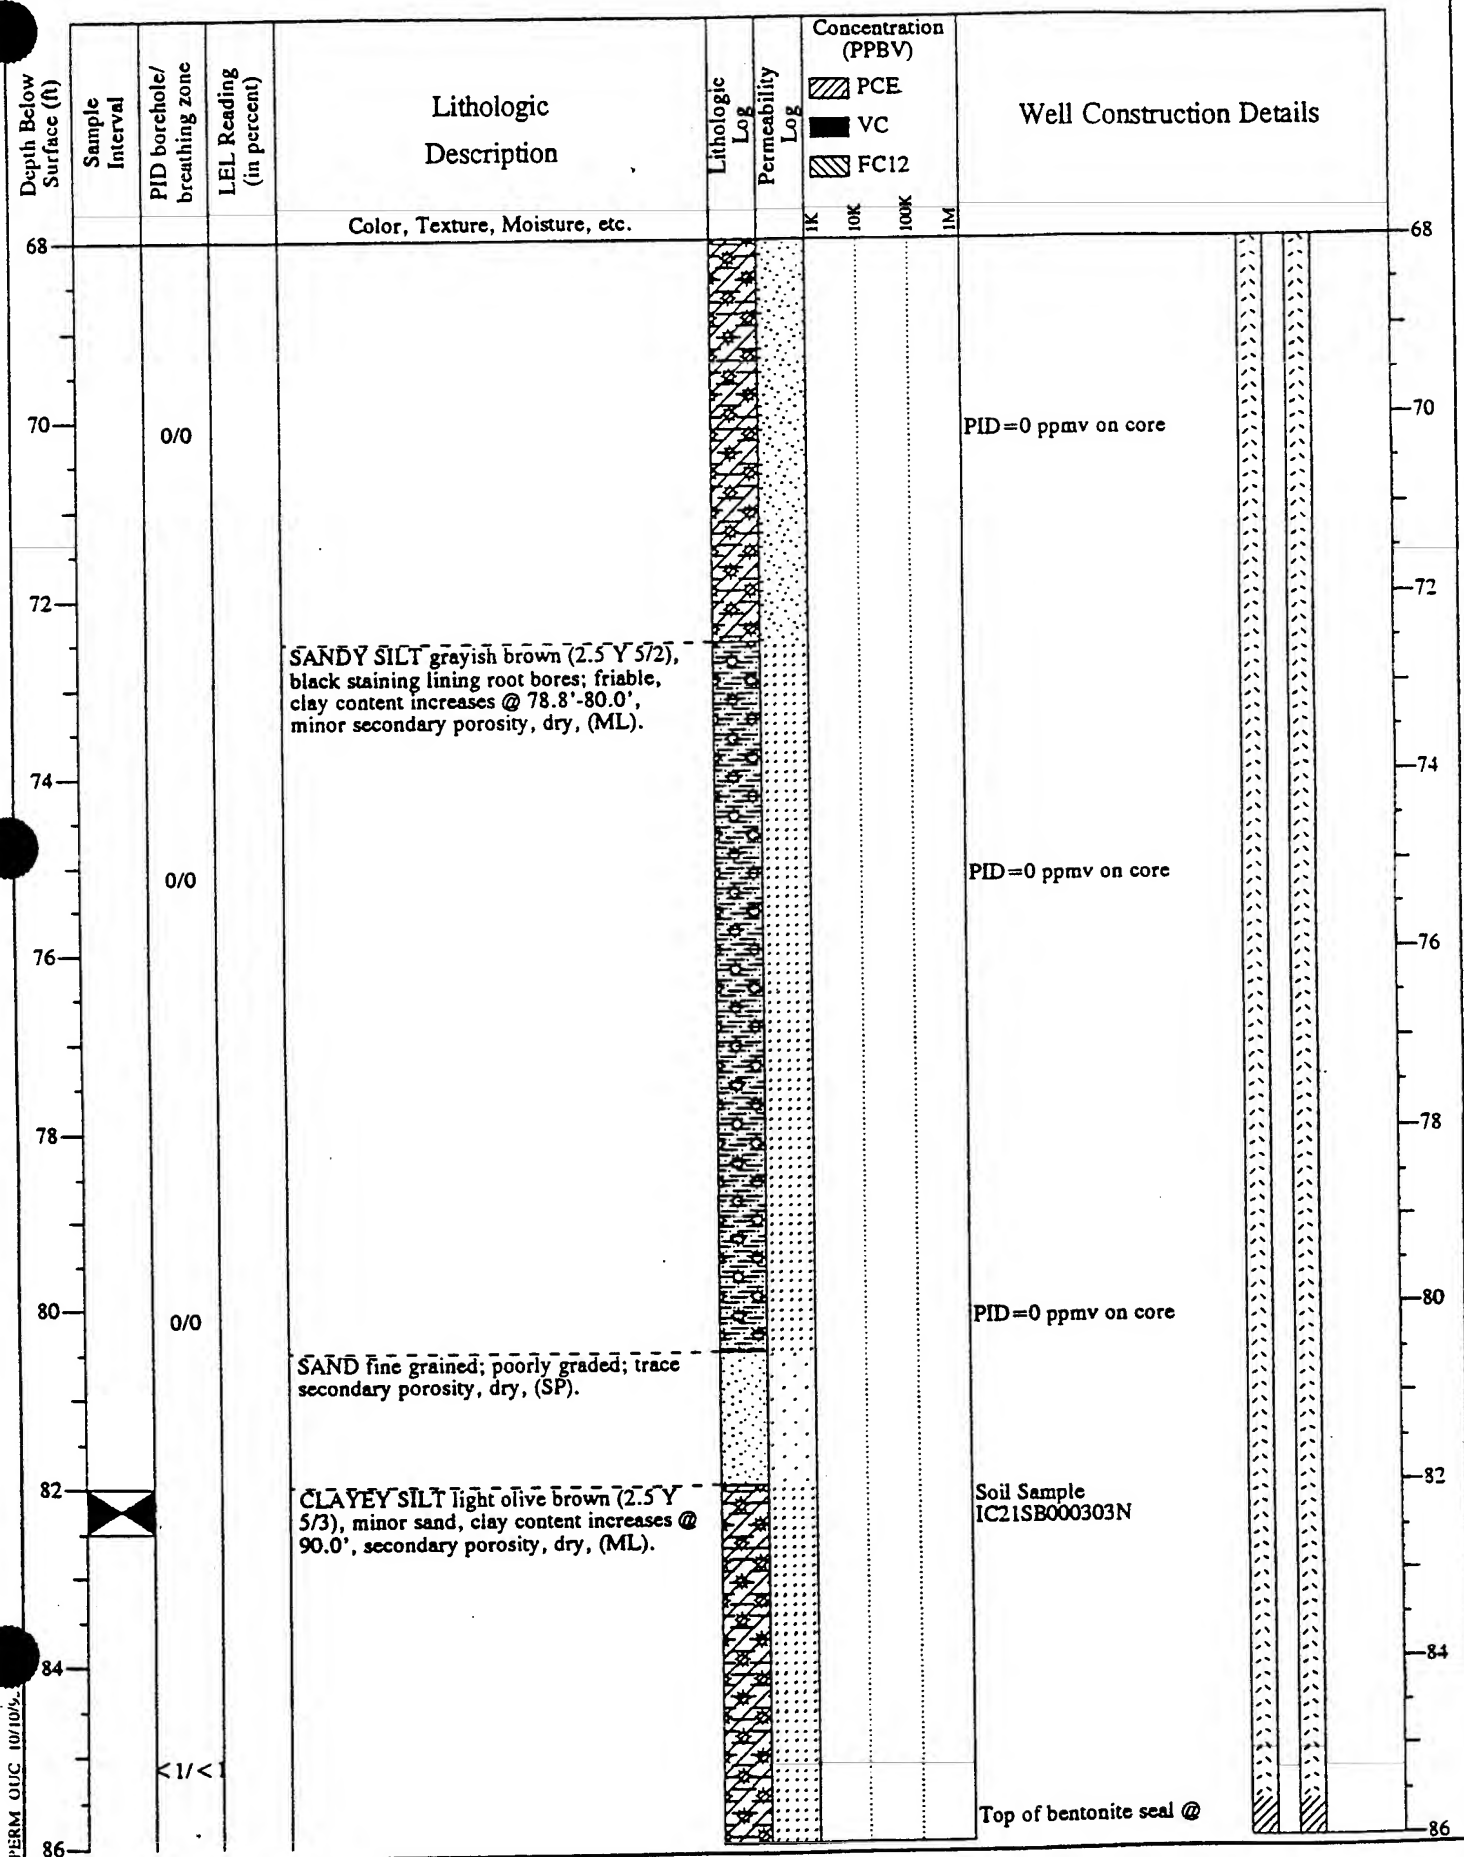 Depth Below
Surface (ft)
Sample
Interval
PID borehole/
breathing zone
LEL Reading
(in percent)
Lithologic
Description
Color, Texture, Moisture, etc.
Lithologic
Log
Permeability
Log
Concentration
(PPBV)
PCE
VC
FC12
1K
10K
100K
1M
Well Construction Details
68
68
70
0/0
PID=0 ppmv on core
70
72
72
SANDY SILT grayish brown (2.5 Y 5/2),
black staining lining root bores; friable,
clay content increases @ 78.8'-80.0',
minor secondary porosity, dry, (ML).
74
74
0/0
PID=0 ppmv on core
76
76
78
78
80
0/0
PID=0 ppmv on core
80
SAND fine grained; poorly graded; trace
secondary porosity, dry, (SP).
82
82
CLAYEY SILT light olive brown (2.5 Y
5/3), minor sand, clay content increases @
90.0', secondary porosity, dry, (ML).
Soil Sample
IC21SB000303N
84
84
<1/<1
Top of bentonite seal @
86
86
PERM OUC 10/10/9